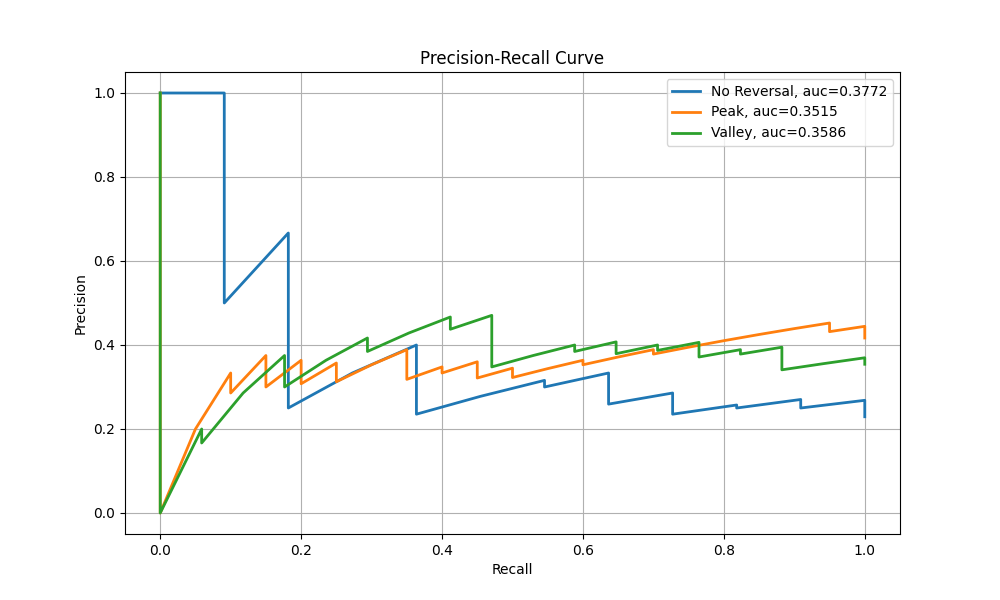 Precision-Recall Curve
No Reversal, auc=0.3772
Peak, auc=0.3515
Valley, auc=0.3586
Precision
1.0
0.8
0.6
0.4
0.2
0.0
0.0 0.2 0.4 0.6 0.8 1.0
Recall